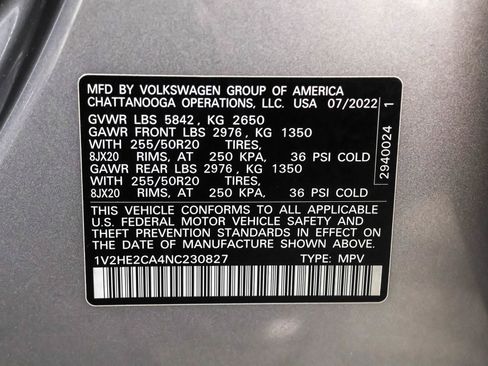 MFD BY VOLKSWAGEN GROUP OF AMERICA
CHATTANOOGA OPERATIONS, LLC. USA 07/2022
GVWR LBS 5842, KG 2650
GAWR FRONT LBS 2976, KG 1350
WITH 255/50R20 TIRES,
8JX20 RIMS, AT 250 KPA, 36 PSI COLD
GAWR REAR LBS 2976, KG 1350
WITH 255/50R20 TIRES,
8JX20 RIMS, AT 250 KPA, 36 PSI COLD
THIS VEHICLE CONFORMS TO ALL APPLICABLE
U.S. FEDERAL MOTOR VEHICLE SAFETY AND
THEFT PREVENTION STANDARDS IN EFFECT ON
THE DATE OF MANUFACTURE SHOWN ABOVE.
1V2HE2CA4NC230827 TYPE: MPV
2940024 1